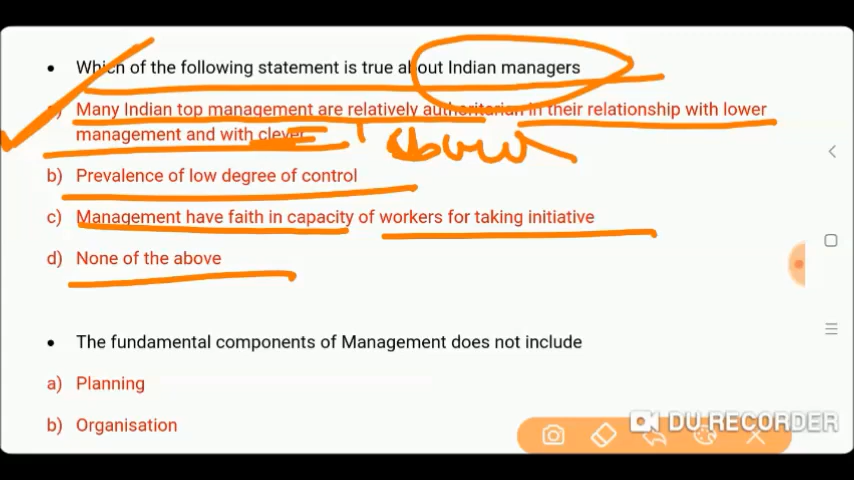 • Which of the following statement is true about Indian managers
a) Many Indian top management are relatively authoritarian in their relationship with lower
management and with clever
b) Prevalence of low degree of control
c) Management have faith in capacity of workers for taking initiative
d) None of the above
• The fundamental components of Management does not include
a) Planning
b) Organisation
DU RECORDER